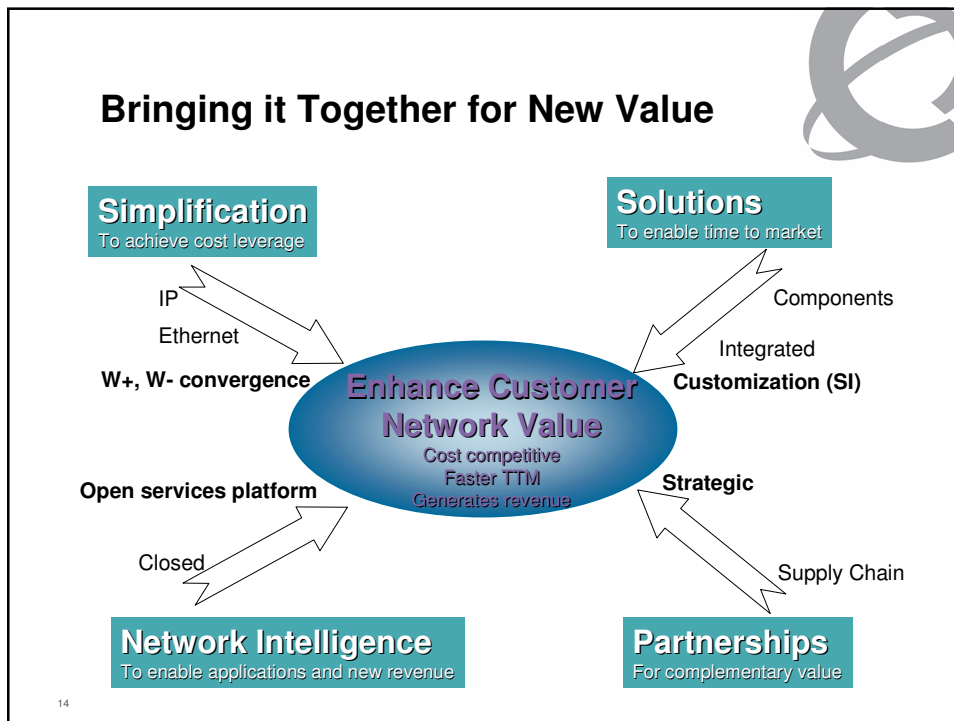 Bringing it Together for New Value
Simplification
To achieve cost leverage
Solutions
To enable time to market
IP
Ethernet
W+, W- convergence
Components
Integrated
Customization (SI)
Enhance Customer
Network Value
Cost competitive
Faster TTM
Generates revenue
Open services platform
Closed
Strategic
Supply Chain
Network Intelligence
To enable applications and new revenue
Partnerships
For complementary value
14